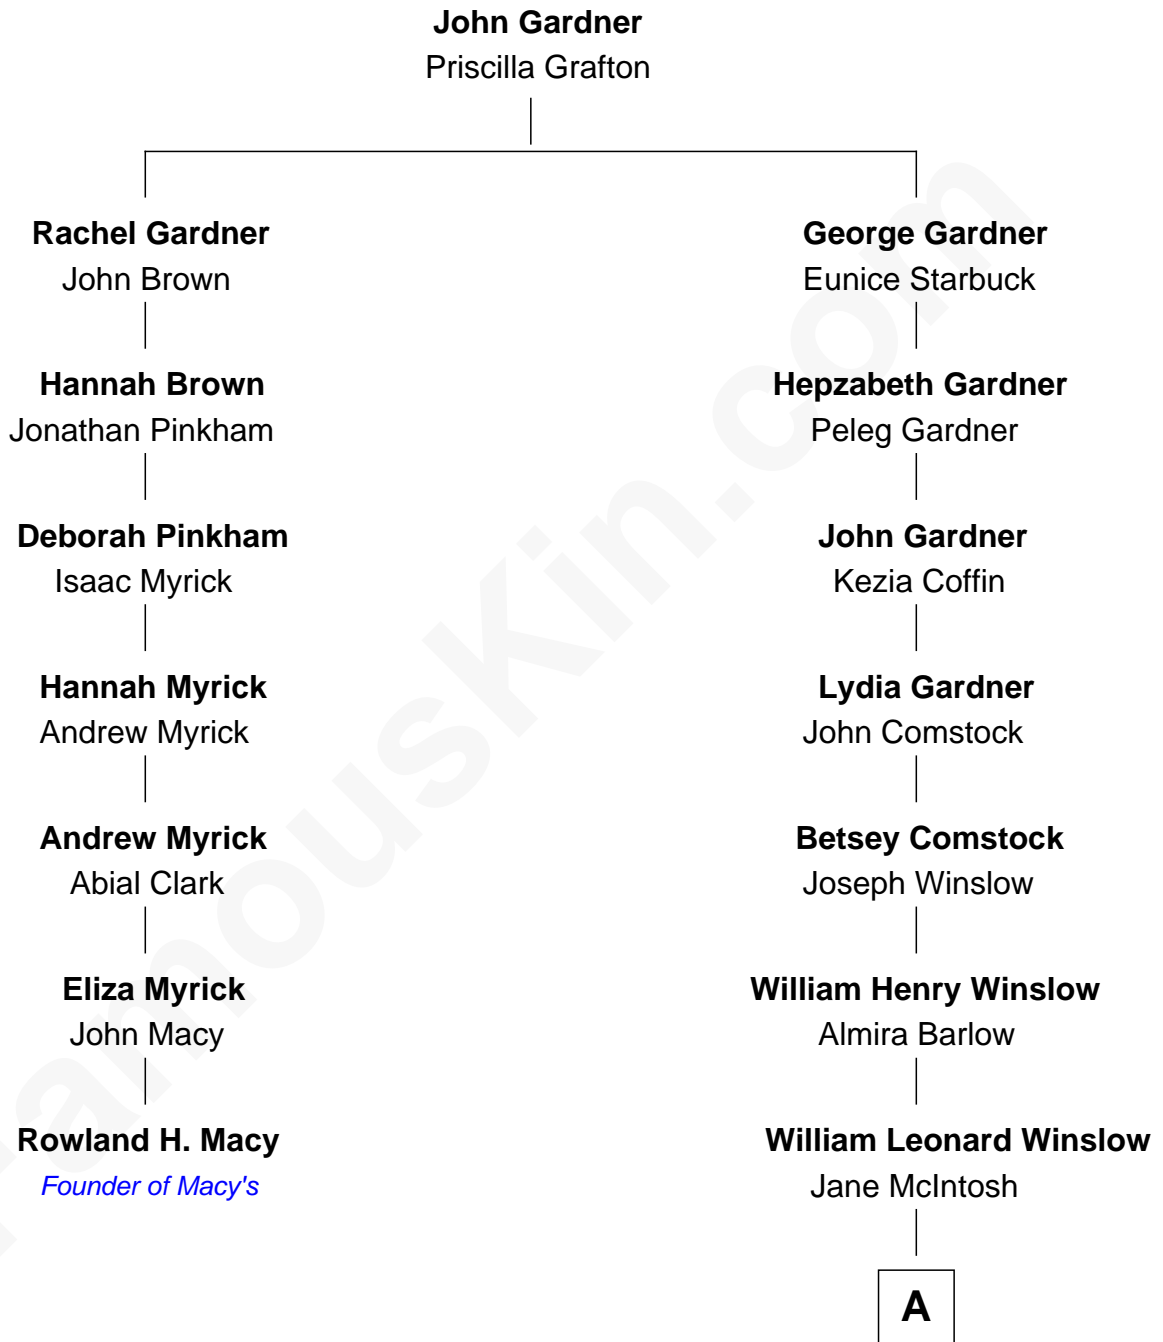 John Gardner
Priscilla Grafton
Rachel Gardner
John Brown
George Gardner
Eunice Starbuck
Hannah Brown
Jonathan Pinkham
Hepzabeth Gardner
Peleg Gardner
Deborah Pinkham
Isaac Myrick
John Gardner
Kezia Coffin
Hannah Myrick
Andrew Myrick
Lydia Gardner
John Comstock
Andrew Myrick
Abial Clark
Betsey Comstock
Joseph Winslow
Eliza Myrick
John Macy
William Henry Winslow
Almira Barlow
Rowland H. Macy
Founder of Macy's
William Leonard Winslow
Jane McIntosh
A
FamousKin.com